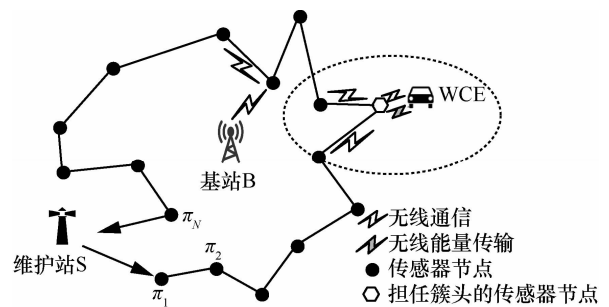 WCE
基站B
π_N
维护站S
π_2
π_1
无线通信
无线能量传输
传感器节点
担任簇头的传感器节点